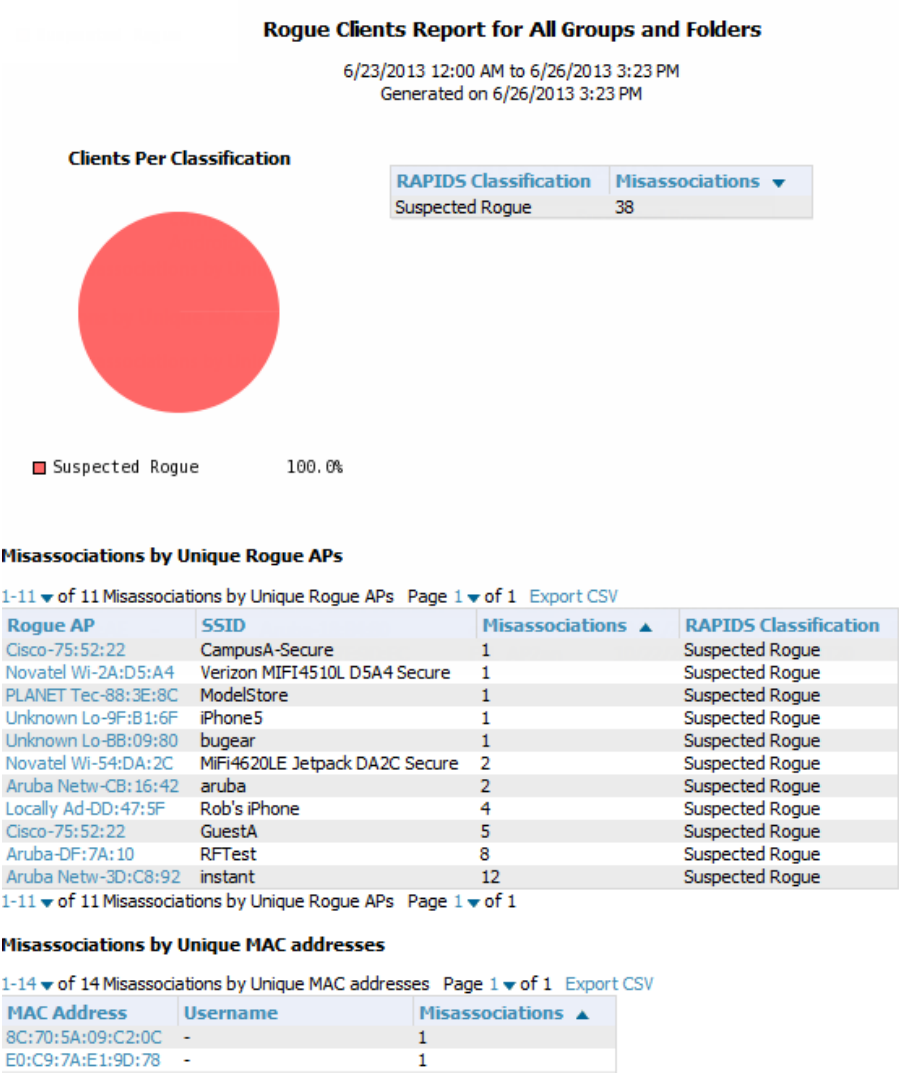 Rogue Clients Report for All Groups and Folders
6/23/2013 12:00 AM to 6/26/2013 3:23 PM
Generated on 6/26/2013 3:23 PM
Clients Per Classification
RAPIDS Classification Misassociations ▼
Suspected Rogue 38
Suspected Rogue 100.0%
Misassociations by Unique Rogue APs
1-11 ▼ of 11 Misassociations by Unique Rogue APs Page 1 ▼ of 1 Export CSV
Rogue AP SSID Misassociations ▲ RAPIDS Classification
Cisco-75:52:22 CampusA-Secure 1 Suspected Rogue
Novatel Wi-2A:D5:A4 Verizon MIFI4510L D5A4 Secure 1 Suspected Rogue
PLANET Tec-88:3E:8C ModelStore 1 Suspected Rogue
Unknown Lo-9F:B1:6F iPhone5 1 Suspected Rogue
Unknown Lo-BB:09:80 bugear 1 Suspected Rogue
Novatel Wi-54:DA:2C MiFi4620LE Jetpack DA2C Secure 2 Suspected Rogue
Aruba Netw-CB:16:42 aruba 2 Suspected Rogue
Locally Ad-DD:47:5F Rob's iPhone 4 Suspected Rogue
Cisco-75:52:22 GuestA 5 Suspected Rogue
Aruba-DF:7A:10 RFTest 8 Suspected Rogue
Aruba Netw-3D:C8:92 instant 12 Suspected Rogue
1-11 ▼ of 11 Misassociations by Unique Rogue APs Page 1 ▼ of 1
Misassociations by Unique MAC addresses
1-14 ▼ of 14 Misassociations by Unique MAC addresses Page 1 ▼ of 1 Export CSV
MAC Address Username Misassociations ▲
8C:70:5A:09:C2:0C - 1
E0:C9:7A:E1:9D:78 - 1